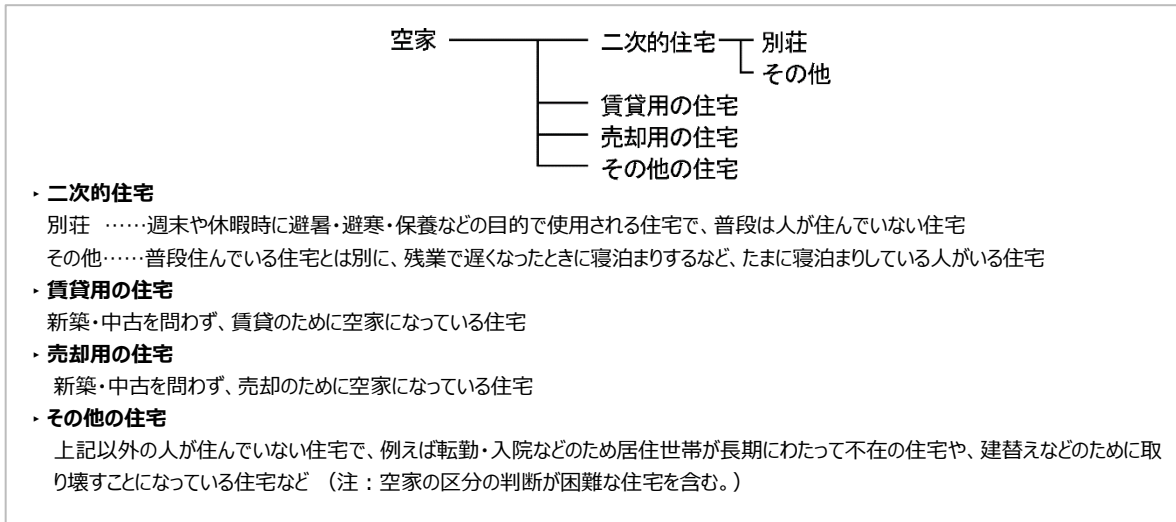 空家 二次的住宅 別荘
その他
賃貸用の住宅
売却用の住宅
その他の住宅
‣ 二次的住宅
別荘 ……週末や休暇時に避暑・避寒・保養などの目的で使用される住宅で、普段は人が住んでいない住宅
その他……普段住んでいる住宅とは別に、残業で遅くなったときに寝泊まりするなど、たまに寝泊まりしている人がいる住宅
‣ 賃貸用の住宅
新築・中古を問わず、賃貸のために空家になっている住宅
‣ 売却用の住宅
新築・中古を問わず、売却のために空家になっている住宅
‣ その他の住宅
上記以外の人が住んでいない住宅で、例えば転勤・入院などのため居住世帯が長期にわたって不在の住宅や、建替えなどのために取
り壊すことになっている住宅など （注：空家の区分の判断が困難な住宅を含む。）